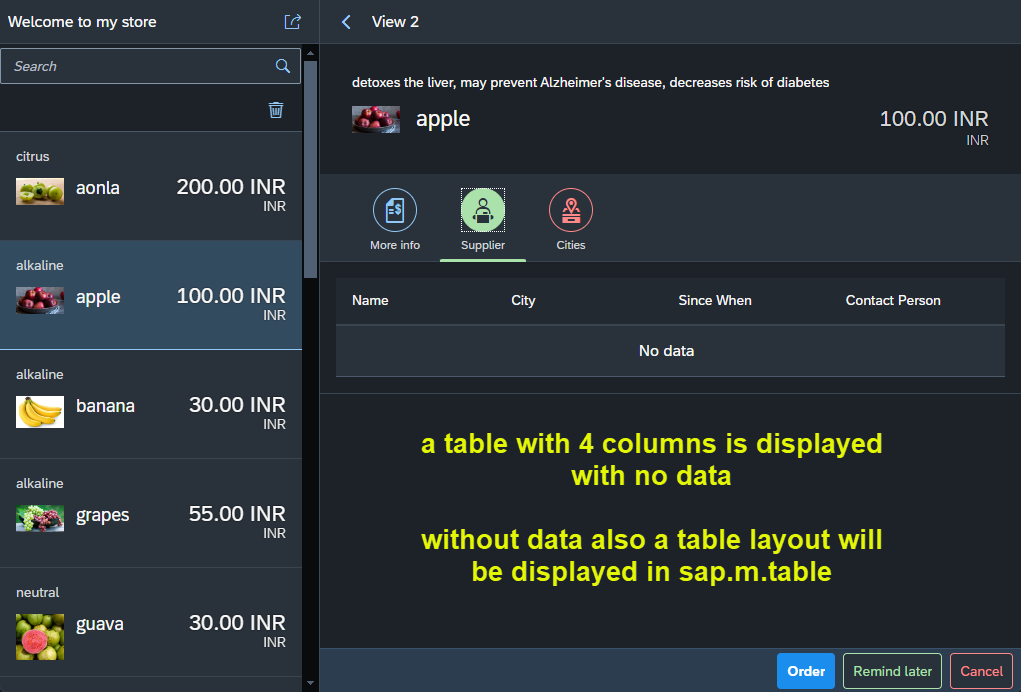 Welcome to my store
Search
citrus
aonla
200.00 INR
INR
alkaline
apple
100.00 INR
INR
alkaline
banana
30.00 INR
INR
alkaline
grapes
55.00 INR
INR
neutral
guava
30.00 INR
INR
View 2
detoxes the liver, may prevent Alzheimer's disease, decreases risk of diabetes
apple
100.00 INR
INR
More info
Supplier
Cities
Name City Since When Contact Person
No data
a table with 4 columns is displayed
with no data
without data also a table layout will
be displayed in sap.m.table
Order Remind later Cancel